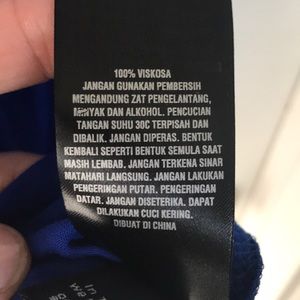 100% VISKOSA
JANGAN GUNAKAN PEMBERSIH
MENGANDUNG ZAT PENGELANTANG,
MINYAK DAN ALKOHOL. PENCUCIAN
TANGAN SUHU 30C TERPISAH DAN
DIBALIK. JANGAN DIPERAS. BENTUK
KEMBALI SEPERTI BENTUK SEMULA SAAT
MASIH LEMBAB. JANGAN TERKENA SINAR
MATAHARI LANGSUNG. JANGAN LAKUKAN
PENGERINGAN PUTAR. PENGERINGAN
DATAR. JANGAN DISETERIKA. DAPAT
DILAKUKAN CUCI KERING.
DIBUAT DI CHINA